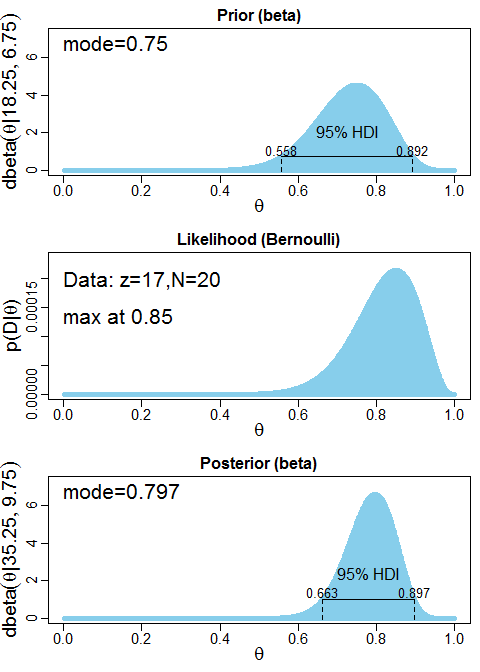 Prior (beta)
mode=0.75
95% HDI
0.558
0.892
dbeta(θ|18.25, 6.75)
0 2 4 6
0.0 0.2 0.4 0.6 0.8 1.0
θ
Likelihood (Bernoulli)
Data: z=17,N=20
max at 0.85
p(D|θ)
0.00000 0.00015
0.0 0.2 0.4 0.6 0.8 1.0
θ
Posterior (beta)
mode=0.797
95% HDI
0.663
0.897
dbeta(θ|35.25, 9.75)
0 2 4 6
0.0 0.2 0.4 0.6 0.8 1.0
θ